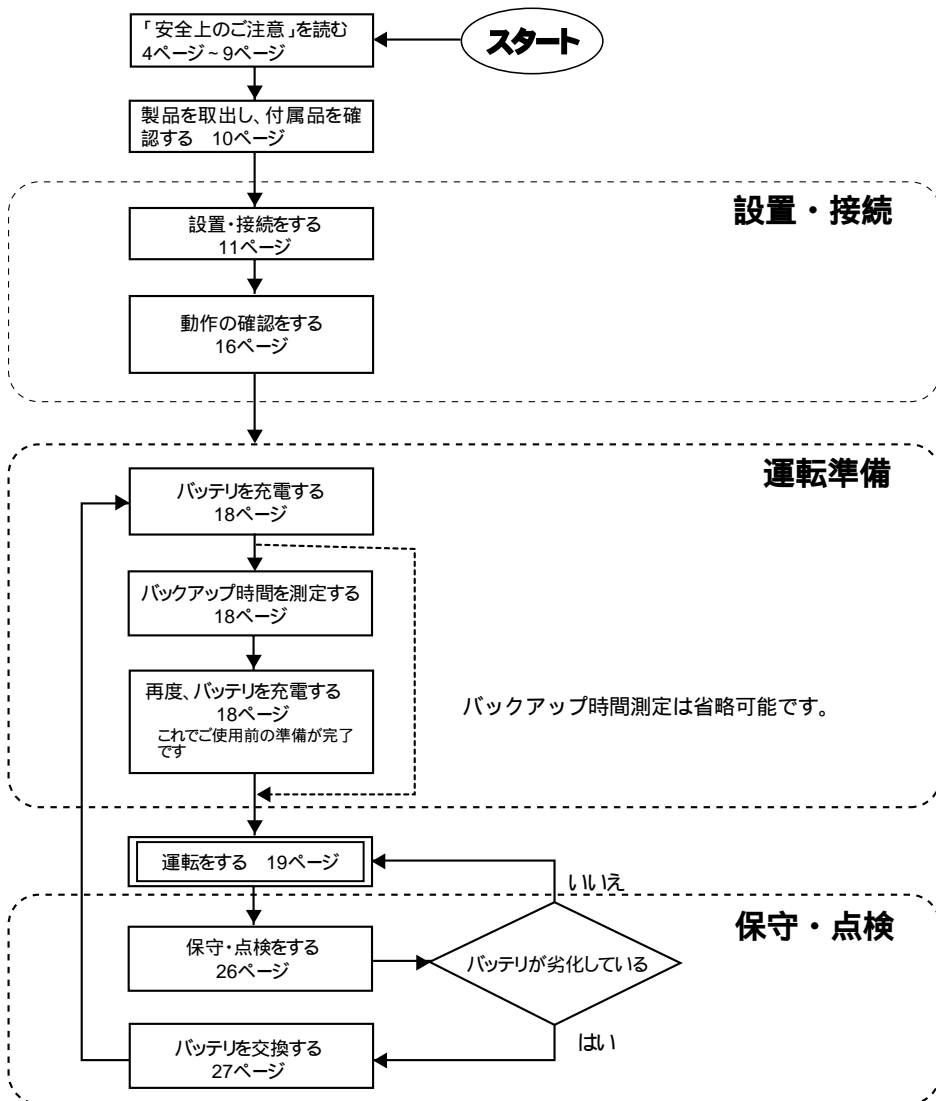 スタート
「安全上のご注意」を読む
4ページ~9ページ
製品を取出し、付属品を確
認する 10ページ
設置・接続
設置・接続をする
11ページ
動作の確認をする
16ページ
運転準備
バッテリを充電する
18ページ
バックアップ時間を測定する
18ページ
再度、バッテリを充電する
18ページ
これでご使用前の準備が完了
です
バックアップ時間測定は省略可能です。
運転をする 19ページ
いいえ
保守・点検
保守・点検をする
26ページ
バッテリが劣化している
はい
バッテリを交換する
27ページ